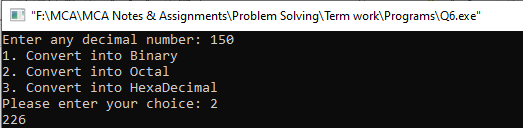 "F:\MCA\MCA Notes & Assignments\Problem Solving\Term work\Programs\Q6.exe"
Enter any decimal number: 150
1. Convert into Binary
2. Convert into Octal
3. Convert into HexaDecimal
Please enter your choice: 2
226